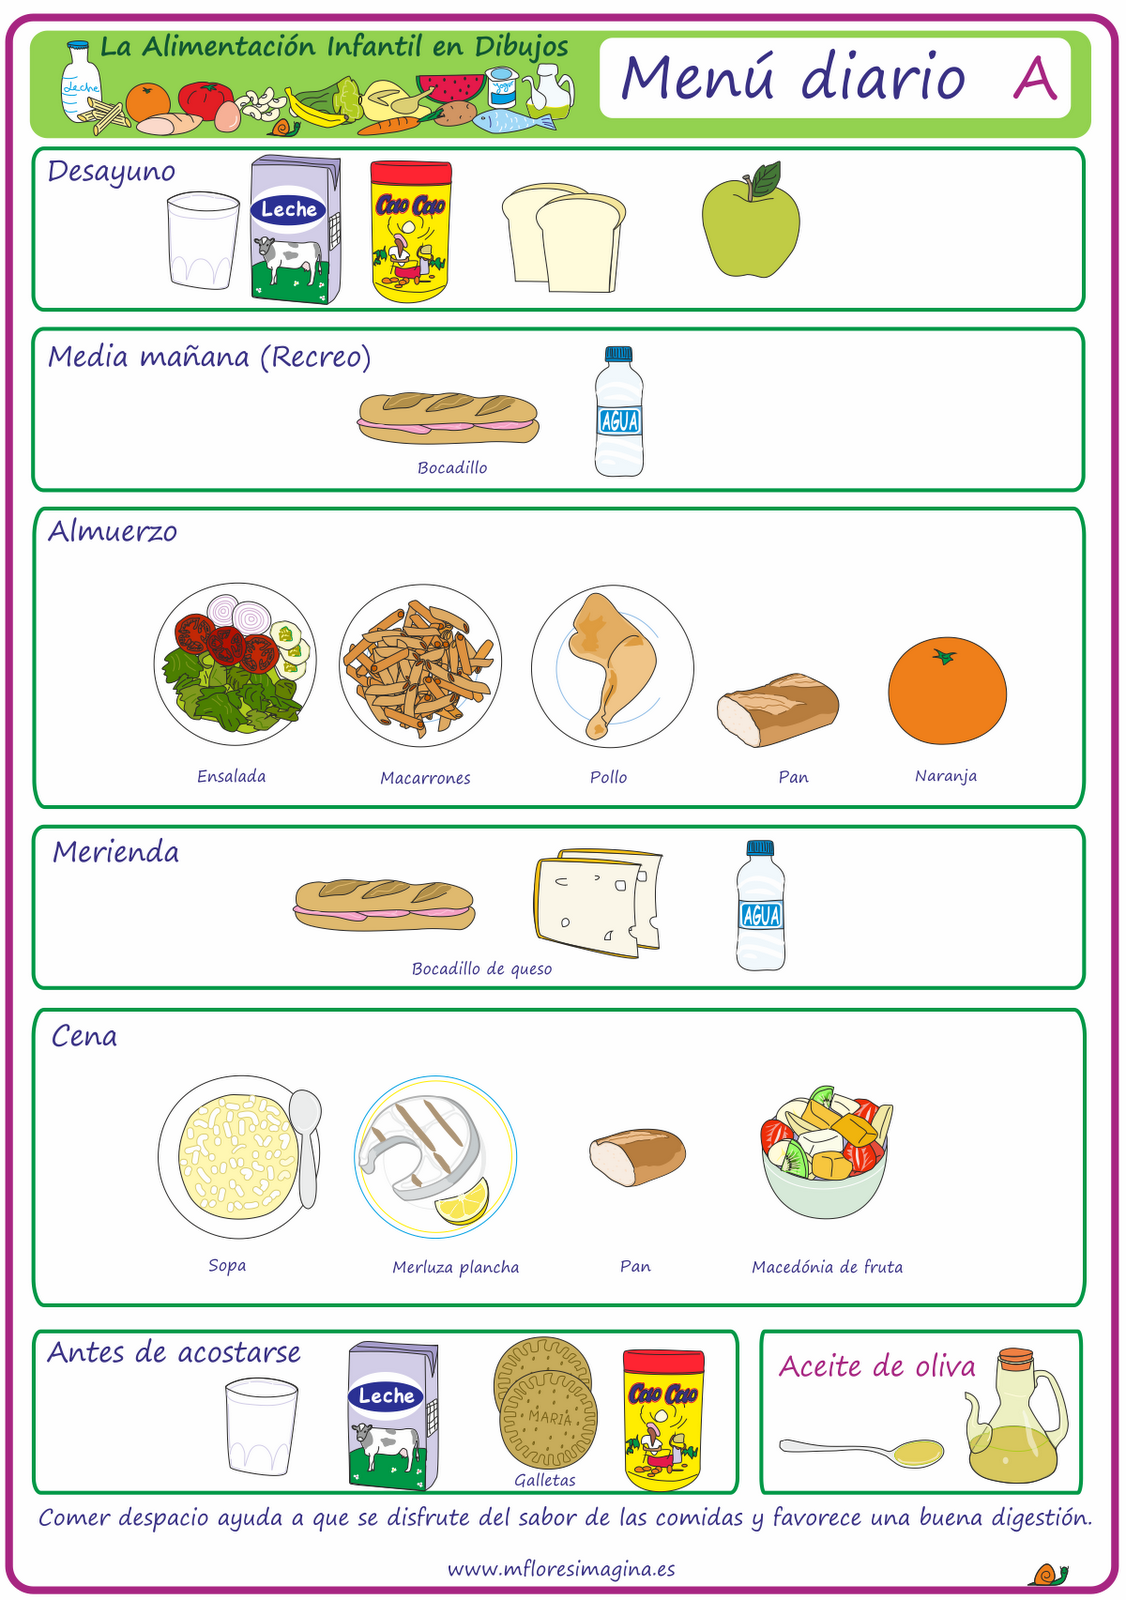 La Alimentación Infantil en Dibujos
Menú diario A
Leche
Yogur
Desayuno
Leche
Cao Cao
Media mañana (Recreo)
AGUA
Bocadillo
Almuerzo
Ensalada
Macarrones
Pollo
Pan
Naranja
Merienda
AGUA
Bocadillo de queso
Cena
Sopa
Merluza plancha
Pan
Macedónia de fruta
Antes de acostarse
Leche
MARIA
Cao Cao
Galletas
Aceite de oliva
Comer despacio ayuda a que se disfrute del sabor de las comidas y favorece una buena digestión.
www.mfloresimagina.es